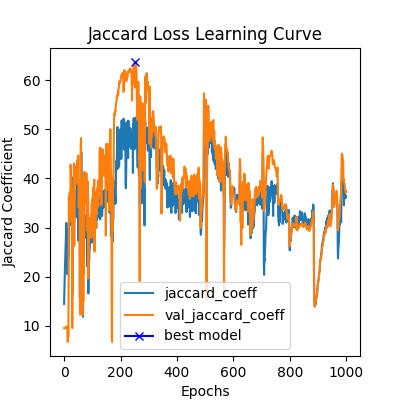 Jaccard Loss Learning Curve
Jaccard Coefficient
60
50
40
30
20
10
jaccard_coeff
val_jaccard_coeff
best model
0
200
400
600
800
1000
Epochs